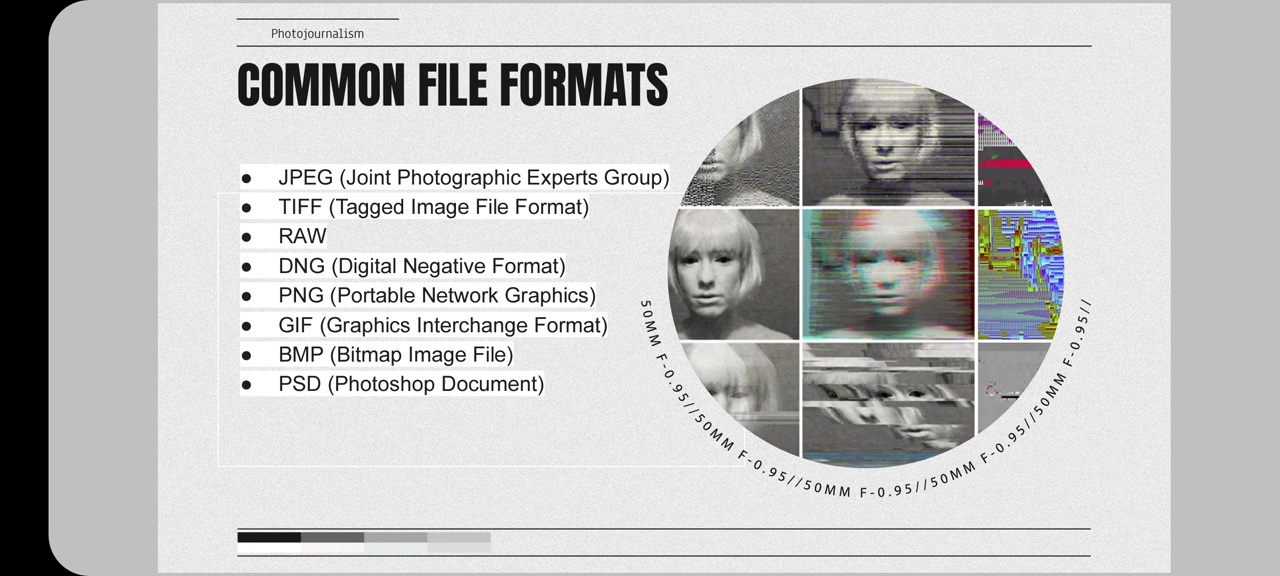 Photojournalism
COMMON FILE FORMATS
● JPEG (Joint Photographic Experts Group)
● TIFF (Tagged Image File Format)
● RAW
● DNG (Digital Negative Format)
● PNG (Portable Network Graphics)
● GIF (Graphics Interchange Format)
● BMP (Bitmap Image File)
● PSD (Photoshop Document)
50MM F-0.95//50MM F-0.95//50MM F-0.95//50MM F-0.95//50MM F-0.95//